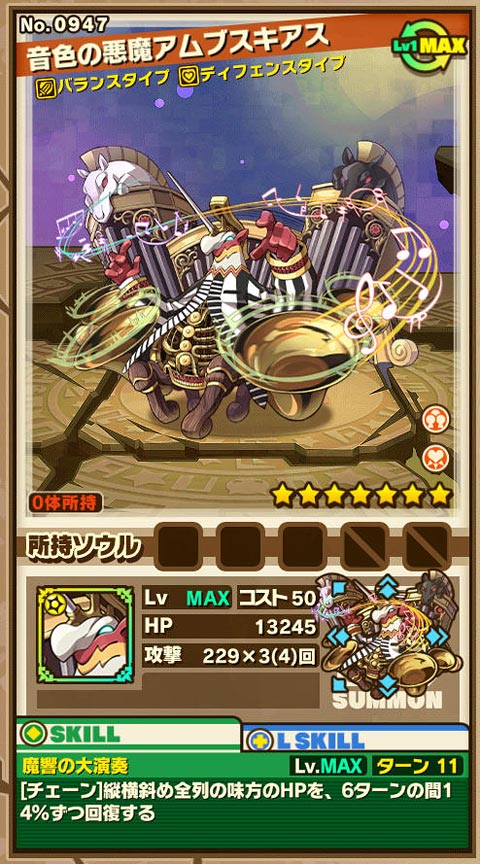 No.0947
音色の悪魔アムブスキアス
Lv1 MAX
バランスタイプ ディフェンスタイプ
0体所持
所持ソウル
Lv MAX コスト 50
HP 13245
攻撃 229×3(4)回
SUMMON
SKILL
L SKILL
魔響の大演奏 Lv.MAX ターン 11
[チェーン]縦横斜め全列の味方のHPを、6ターンの間1
4%ずつ回復する